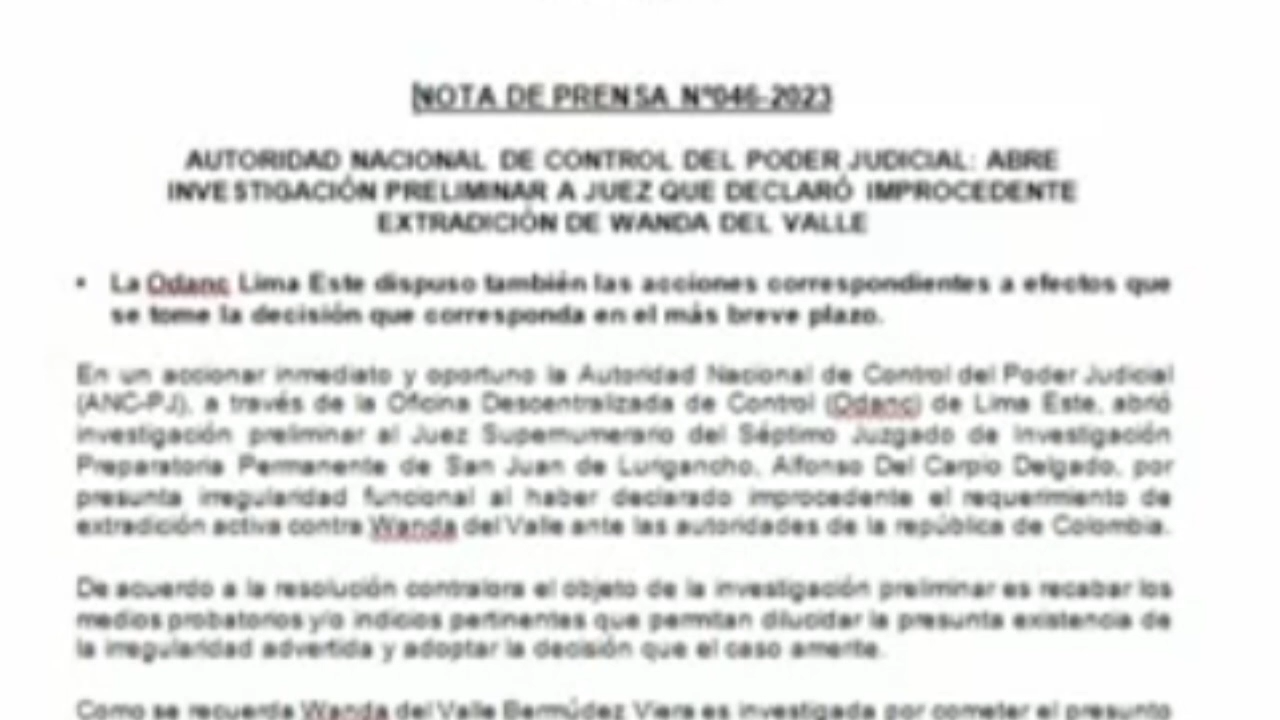 NOTA DE PRENSA N°046-2023
AUTORIDAD NACIONAL DE CONTROL DEL PODER JUDICIAL: ABRE
INVESTIGACIÓN PRELIMINAR A JUEZ QUE DECLARÓ IMPROCEDENTE
EXTRADICIÓN DE WANDA DEL VALLE
• La Odanc Lima Este dispuso también las acciones correspondientes a efectos que
se tome la decisión que corresponda en el más breve plazo.
En un accionar inmediato y oportuno la Autoridad Nacional de Control del Poder Judicial
(ANC-PJ), a través de la Oficina Descentralizada de Control (Odanc) de Lima Este, abrió
investigación preliminar al Juez Supernumerario del Séptimo Juzgado de Investigación
Preparatoria Permanente de San Juan de Lurigancho, Alfonso Del Carpio Delgado, por
presunta irregularidad funcional al haber declarado improcedente el requerimiento de
extradición activa contra Wanda del Valle ante las autoridades de la república de Colombia.
De acuerdo a la resolución contralora el objeto de la investigación preliminar es recabar los
medios probatorios y/o indicios pertinentes que permitan dilucidar la presunta existencia de
la irregularidad advertida y adoptar la decisión que el caso amerite.
Como se recuerda Wanda del Valle Bermúdez Viera es investigada por cometer el presunto